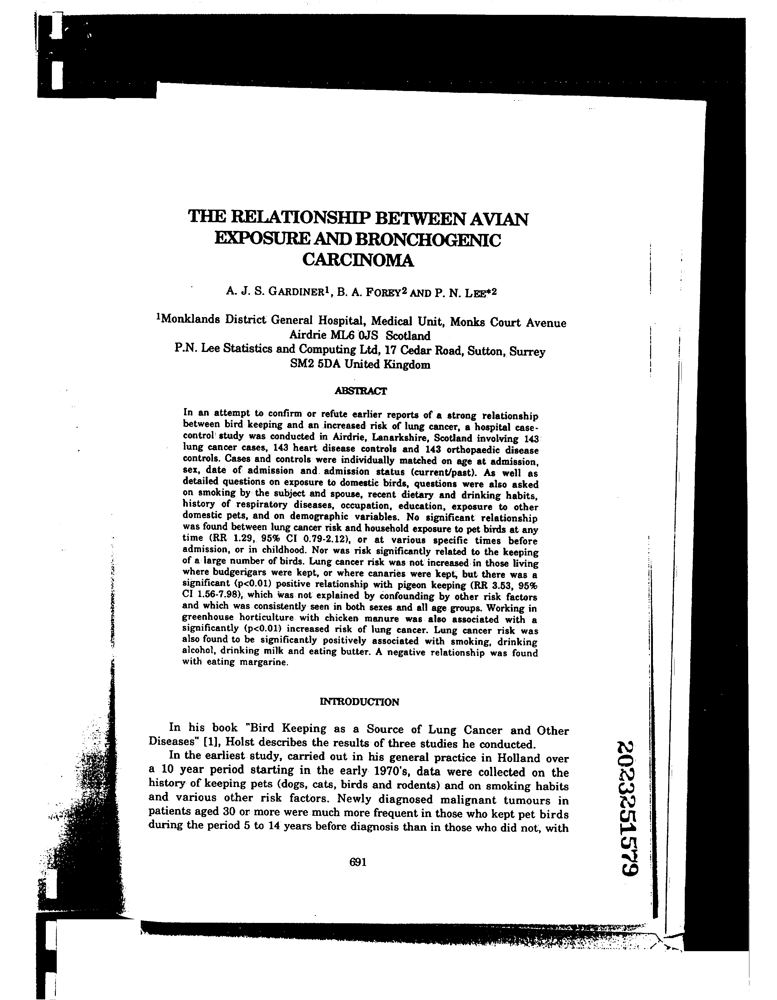 THE RELATIONSHIP BETWEEN AVIAN
EXPOSURE AND BRONCHOGENIC
CARCINOMA
A. J. S. GARDINER¹, B. A. FOREY² AND P. N. LEE*²
¹Monklands District General Hospital, Medical Unit, Monks Court Avenue
Airdrie ML6 0JS Scotland
P.N. Lee Statistics and Computing Ltd, 17 Cedar Road, Sutton, Surrey
SM2 5DA United Kingdom
ABSTRACT
In an attempt to confirm or refute earlier reports of a strong relationship
between bird keeping and an increased risk of lung cancer, a hospital case-
control study was conducted in Airdrie, Lanarkshire, Scotland involving 143
lung cancer cases, 143 heart disease controls and 143 orthopaedic disease
controls. Cases and controls were individually matched on age at admission,
sex, date of admission and admission status (current/past). As well as
detailed questions on exposure to domestic birds, questions were also asked
on smoking by the subject and spouse, recent dietary and drinking habits,
history of respiratory diseases, occupation, education, exposure to other
domestic pets, and on demographic variables. No significant relationship
was found between lung cancer risk and household exposure to pet birds at any
time (RR 1.29, 95% CI 0.79-2.12), or at various specific times before
admission, or in childhood. Nor was risk significantly related to the keeping
of a large number of birds. Lung cancer risk was not increased in those living
where budgerigars were kept, or where canaries were kept, but there was a
significant (p<0.01) positive relationship with pigeon keeping (RR 3.53, 95%
CI 1.56-7.98), which was not explained by confounding by other risk factors
and which was consistently seen in both sexes and all age groups. Working in
greenhouse horticulture with chicken manure was also associated with a
significantly (p<0.01) increased risk of lung cancer. Lung cancer risk was
also found to be significantly positively associated with smoking, drinking
alcohol, drinking milk and eating butter. A negative relationship was found
with eating margarine.
INTRODUCTION
In his book "Bird Keeping as a Source of Lung Cancer and Other
Diseases" [1], Holst describes the results of three studies he conducted.
In the earliest study, carried out in his general practice in Holland over
a 10 year period starting in the early 1970's, data were collected on the
history of keeping pets (dogs, cats, birds and rodents) and on smoking habits
and various other risk factors. Newly diagnosed malignant tumours in
patients aged 30 or more were much more frequent in those who kept pet birds
during the period 5 to 14 years before diagnosis than in those who did not, with
691
2023251579